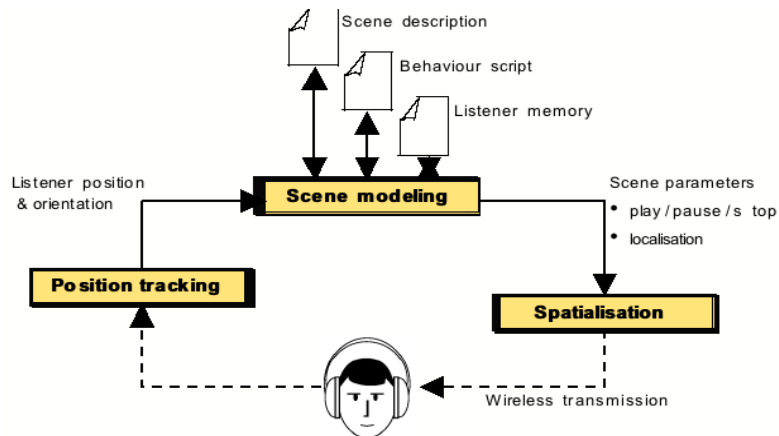 Scene description
Behaviour script
Listener memory
Listener position
& orientation
Scene modeling
Scene parameters
• play/pause/s top
• localisation
Position tracking
Spatialisation
Wireless transmission